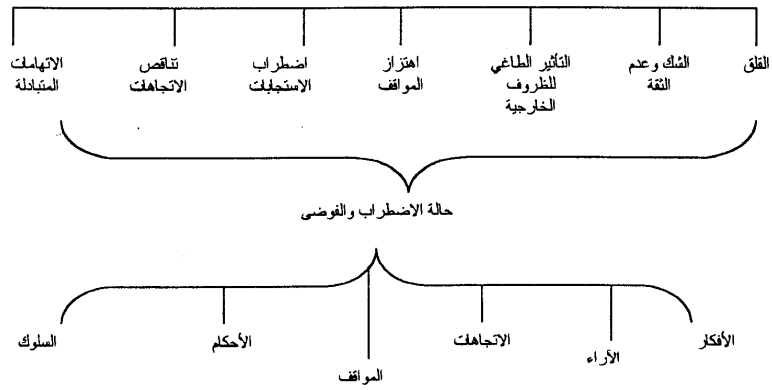 القلق
الشك وعدم
الثقة
التأثير الطاغي
للظروف
الخارجية
اهتزاز
المواقف
اضطراب
الاستجابات
تناقص
الاتجاهات
الاتهامات
المتبادلة
حالة الاضطراب والفوضى
الأفكار
الآراء
الاتجاهات
المواقف
الأحكام
السلوك